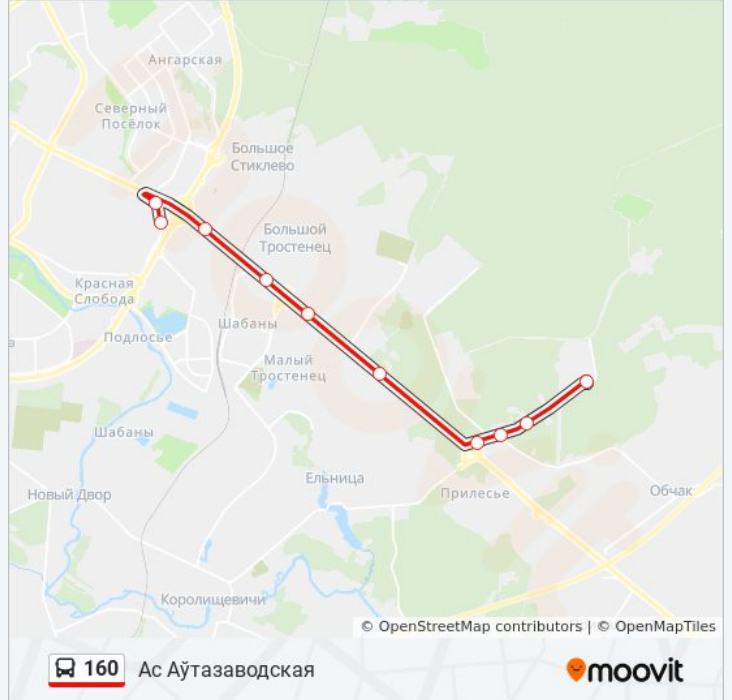 Ангарская
Северный
Посёлок
Большое
Стиклево
Большой
Тростенец
Красная
Слобода
Шабаны
Подлосье
а
Малый
Тростенец
Шабаны
Ельница
Новый Двор
Прилесье
Обчак
Королищевичи
© OpenStreetMap contributors | © OpenMapTiles
160 Ас Аўтазаводская
moovit